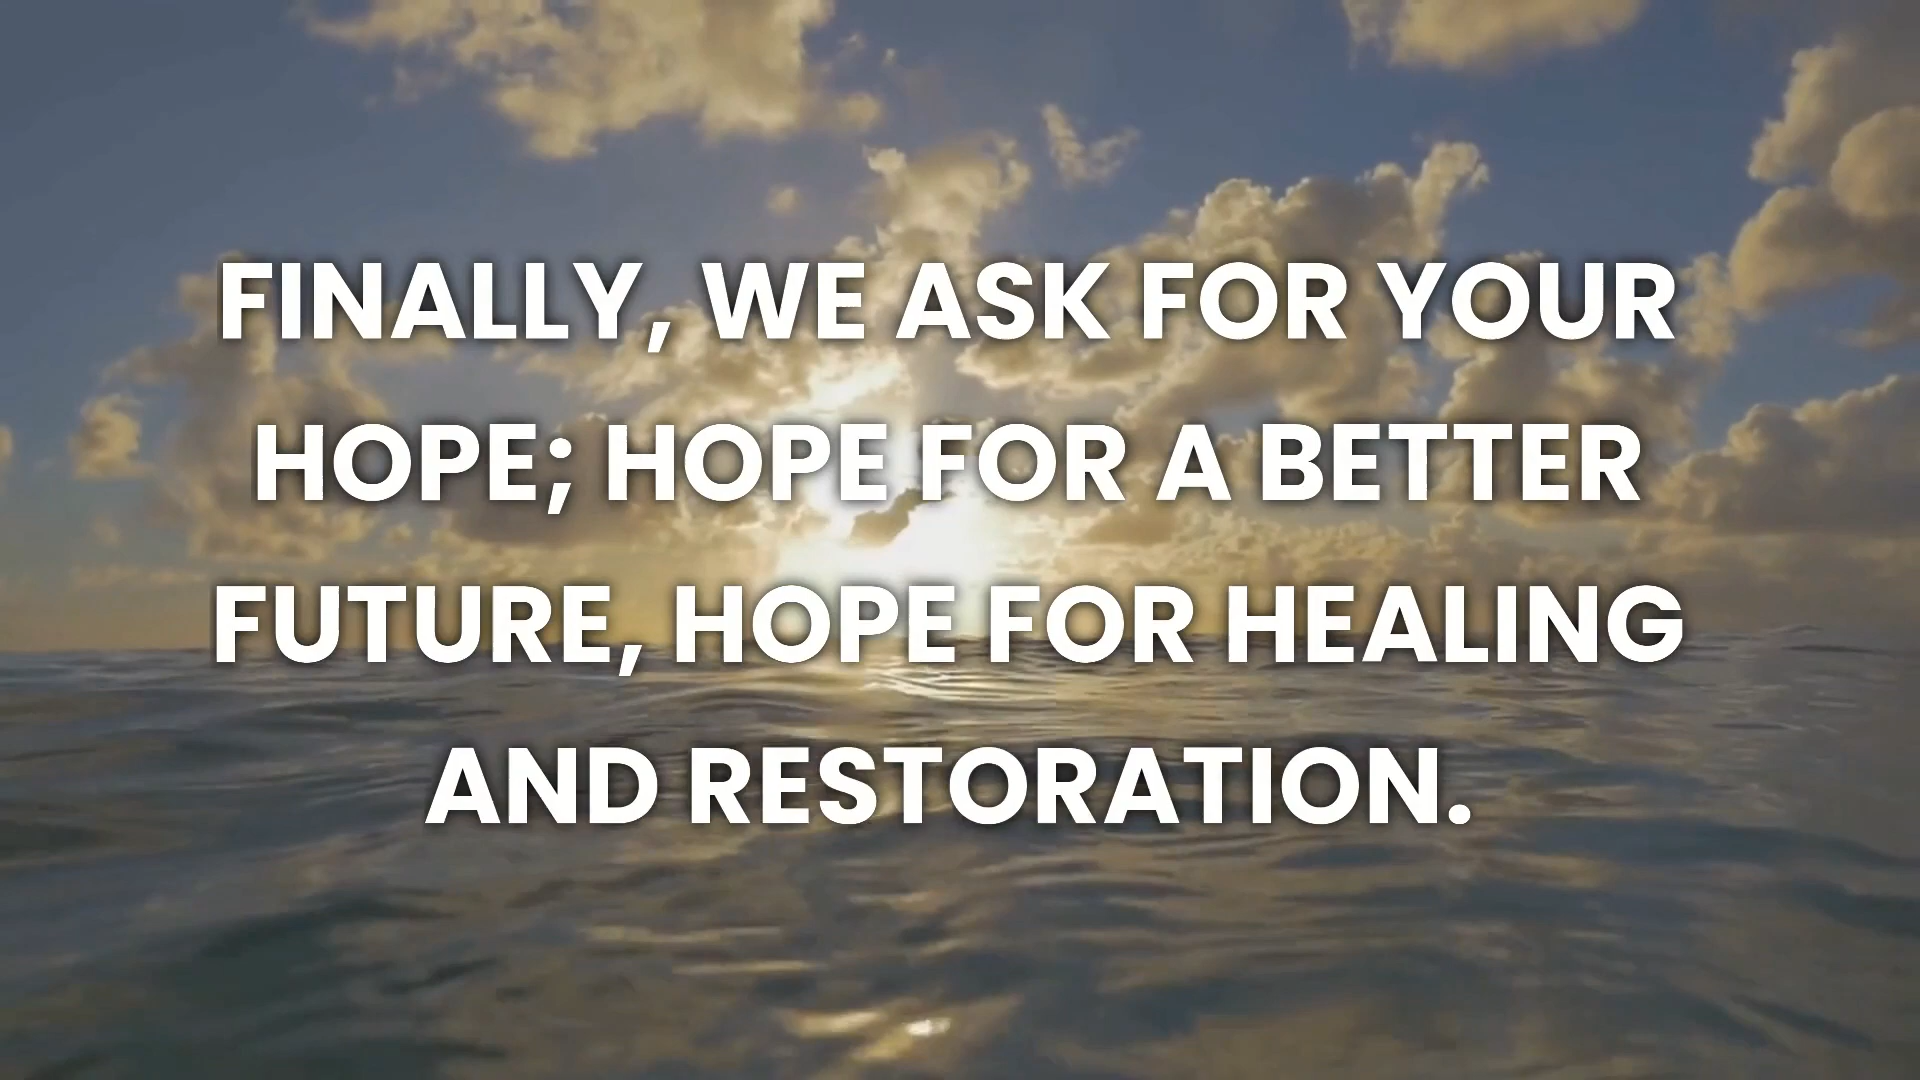 FINALLY, WE ASK FOR YOUR
HOPE; HOPE FOR A BETTER
FUTURE, HOPE FOR HEALING
AND RESTORATION.